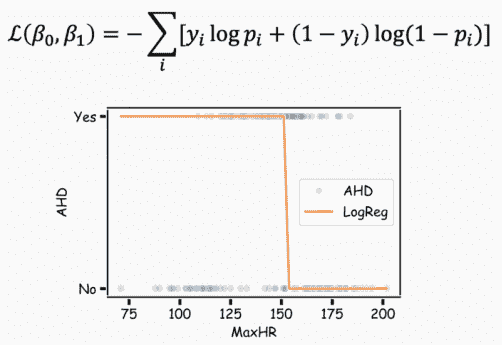 ℒ(β₀, β₁) = − ∑ᵢ [yᵢ log pᵢ + (1 − yᵢ) log(1 − pᵢ)]
Yes
AHD
AHD
LogReg
No
75 100 125 150 175 200
MaxHR